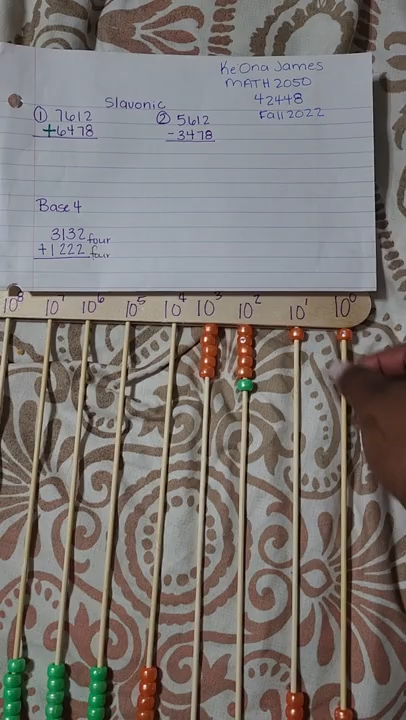 KeOna James
MATH 2050
42448
Fall 2022
Slavonic
① 7612
+6478
② 5612
-3478
Base 4
3132four
+1222four
10⁸ 10⁷ 10⁶ 10⁵ 10⁴ 10³ 10² 10¹ 10⁰